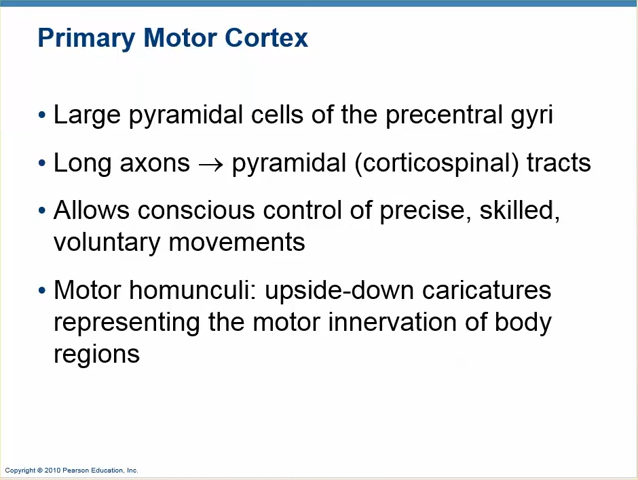 Primary Motor Cortex
• Large pyramidal cells of the precentral gyri
• Long axons → pyramidal (corticospinal) tracts
• Allows conscious control of precise, skilled,
voluntary movements
• Motor homunculi: upside-down caricatures
representing the motor innervation of body
regions
Copyright © 2010 Pearson Education, Inc.